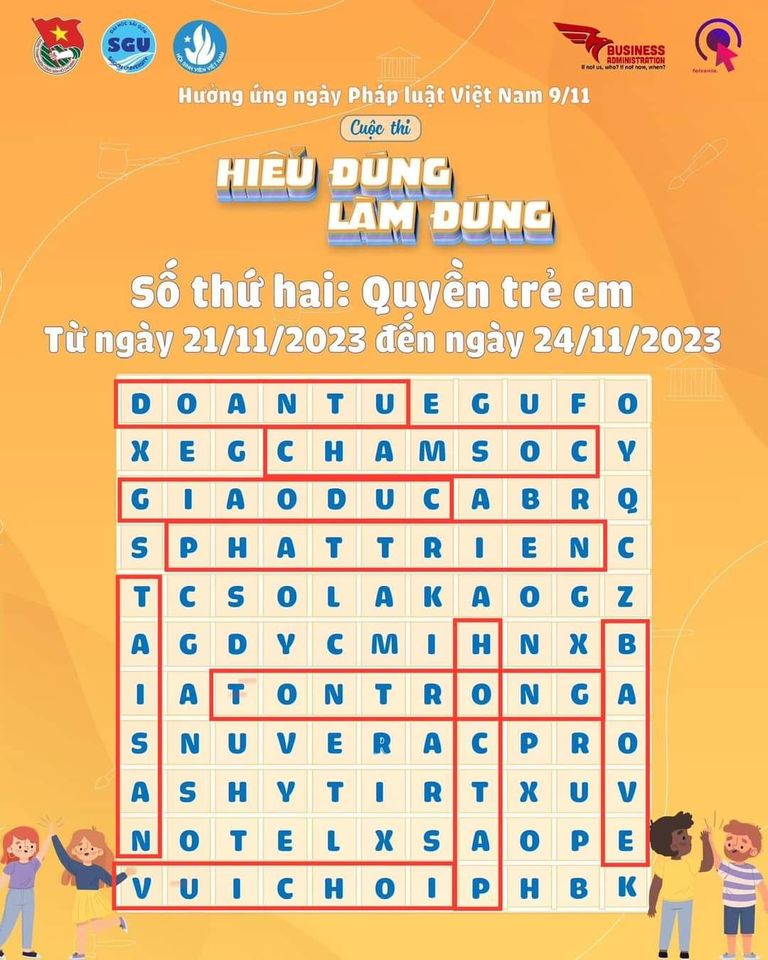 SGU
BUSINESS
ADMINISTRATION
If not us, who? If not now, when?
Hưởng ứng ngày Pháp luật Việt Nam 9/11
Cuộc thi
HIỂU ĐÚNG
LÀM ĐÚNG
Số thứ hai: Quyền trẻ em
Từ ngày 21/11/2023 đến ngày 24/11/2023
D O A N T U E G U F O
X E G C H A M S O C Y
G I A O D U C A B R Q
S P H A T T R I E N C
T C S O L A K A O G Z
A G D Y C M I H N X B
I A T O N T R O N G A
S N U V E R A C P R O
A S H Y T I R T X U V
N O T E L X S A O P E
V U I C H O I P H B K